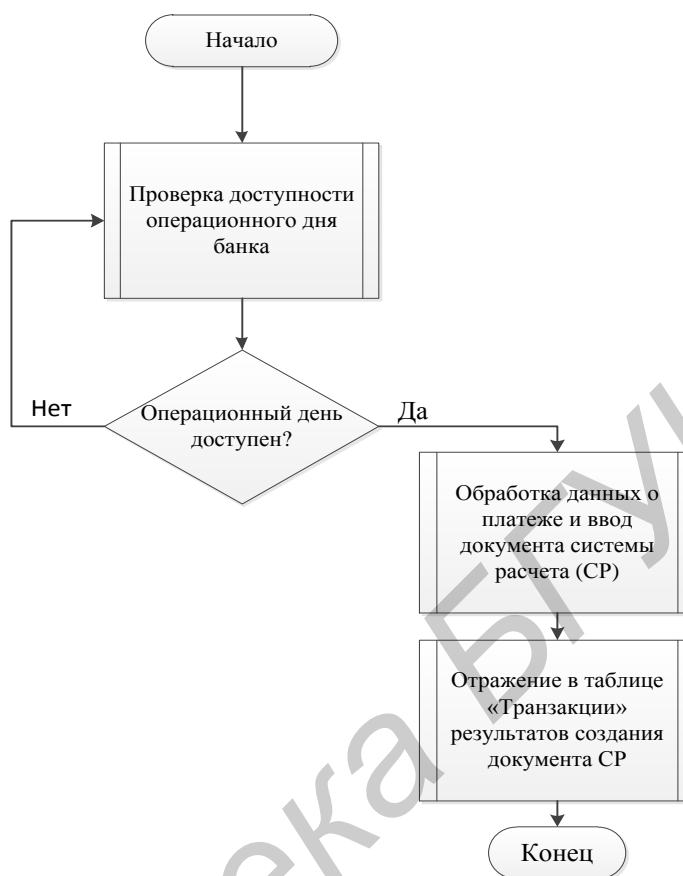 Начало
Проверка доступности
операционного дня
банка
Операционный день
доступен?
Нет
Да
Обработка данных о
платеже и ввод
документа системы
расчета (СР)
Отражение в таблице
«Транзакции»
результатов создания
документа СР
Конец